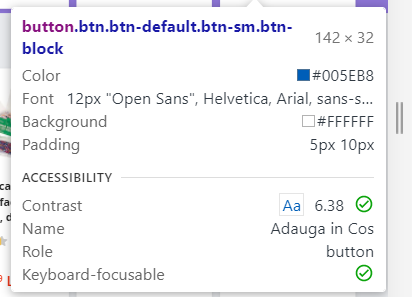 button.btn.btn-default.btn-sm.btn-
block
142 × 32
Color #005EB8
Font 12px "Open Sans", Helvetica, Arial, sans-s...
Background #FFFFFF
Padding 5px 10px
ACCESSIBILITY
Contrast Aa 6.38
Name Adauga in Cos
Role button
Keyboard-focusable